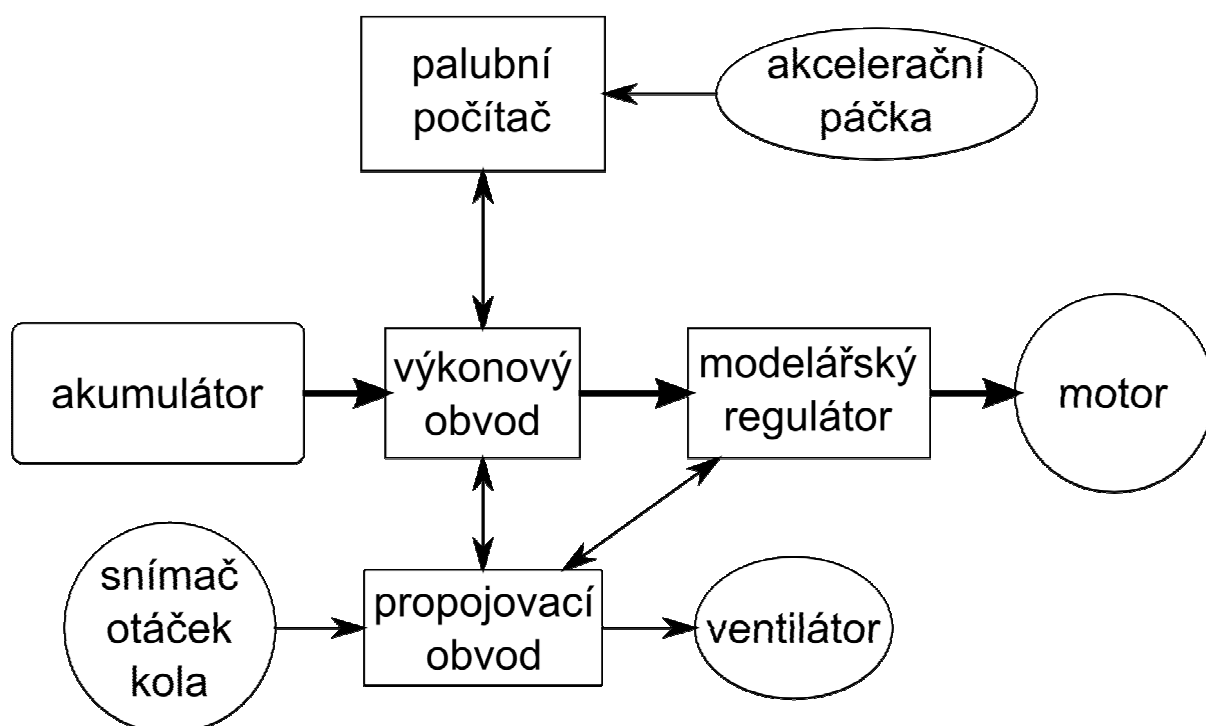 palubní
počítač
akcelerační
páčka
akumulátor
výkonový
obvod
modelářský
regulátor
motor
snímač
otáček
kola
propojovací
obvod
ventilátor